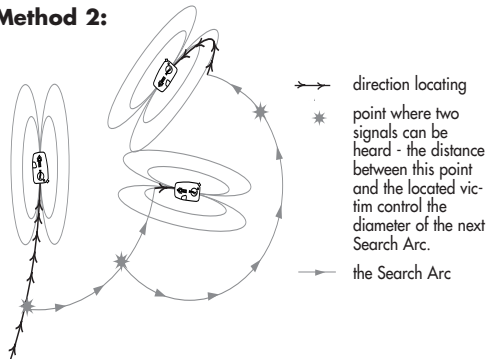 Method 2:
direction locating
point where two
signals can be
heard - the distance
between this point
and the located vic-
tim control the
diameter of the next
Search Arc.
the Search Arc